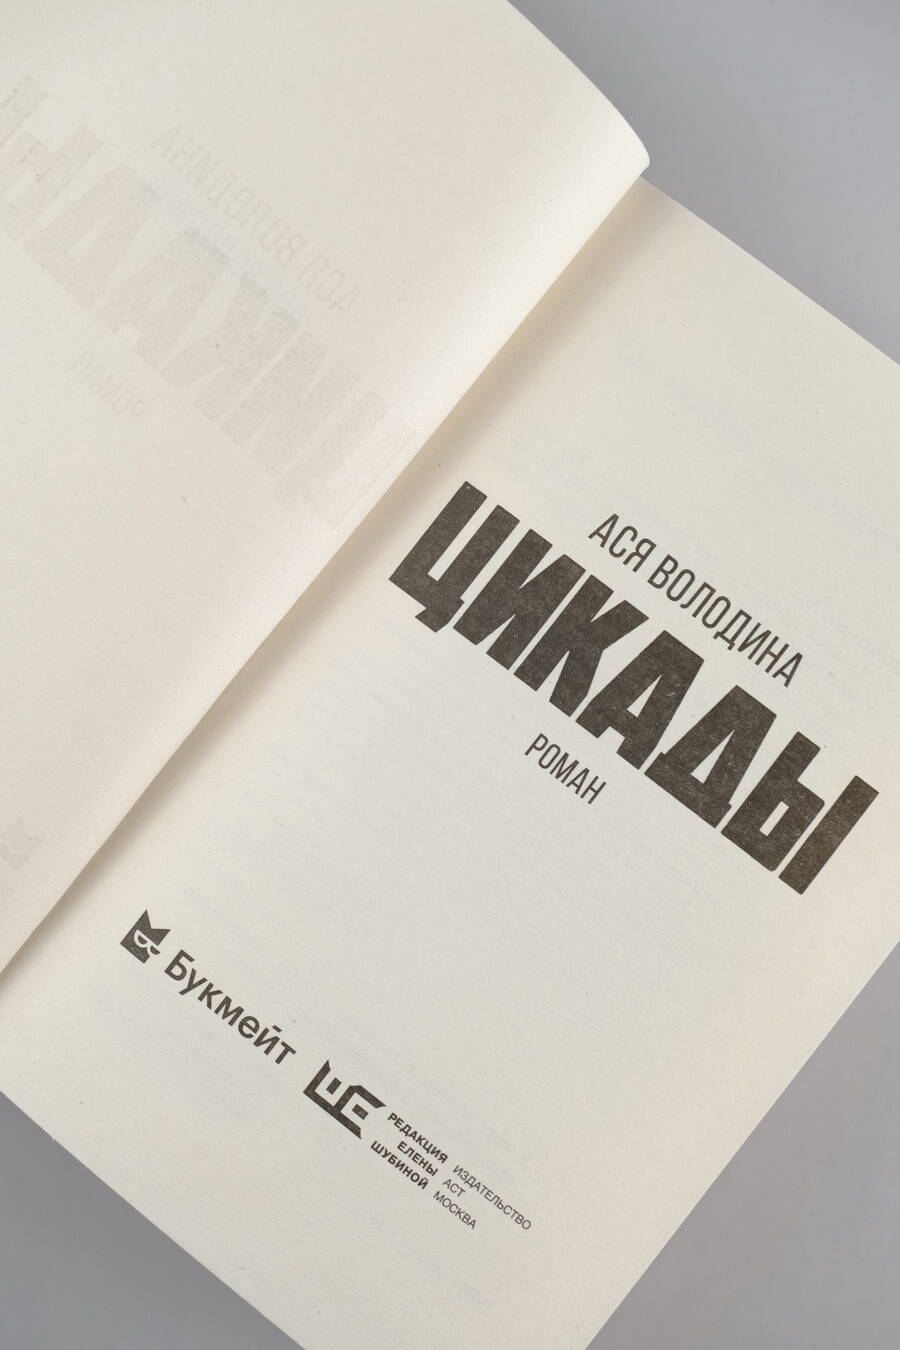 АСЯ ВОЛОДИНА
ЦИКАДЫ
РОМАН
Букмейт
РЕДАКЦИЯ ИЗДАТЕЛЬСТВО
ЕЛЕНЫ АСТ
ШУБИНОЙ МОСКВА